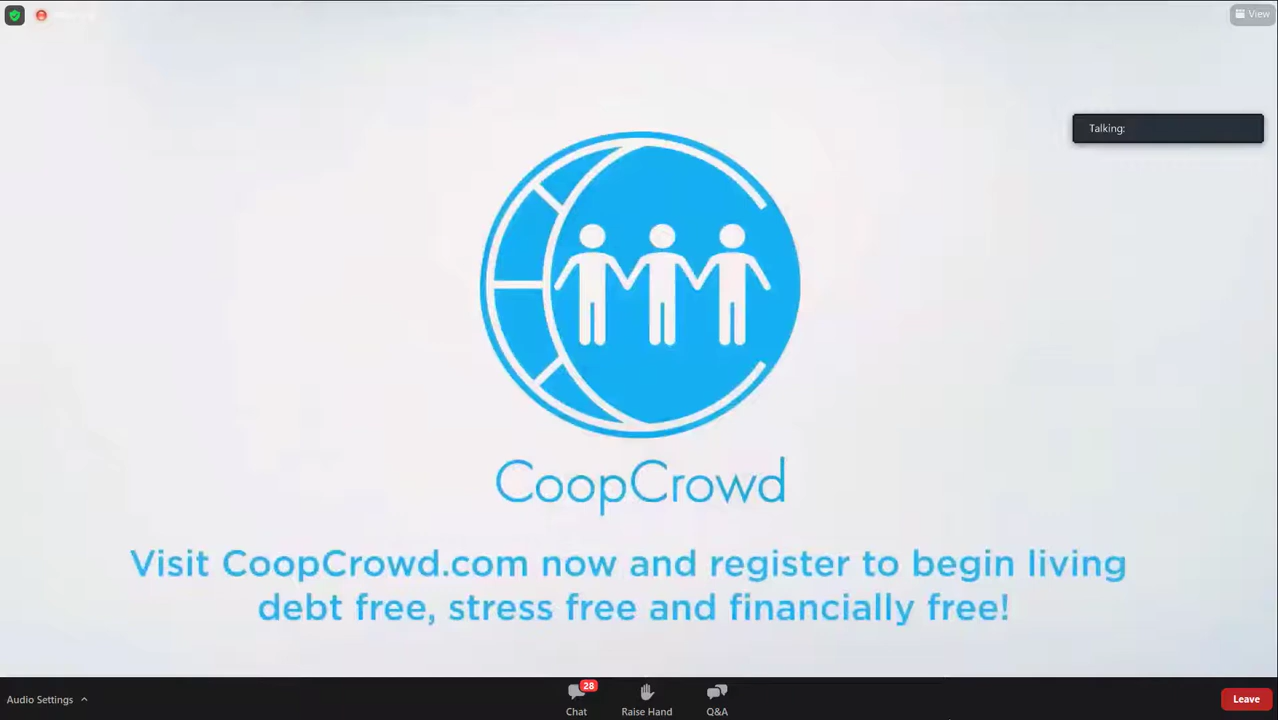 View
Talking:
CoopCrowd
Visit CoopCrowd.com now and register to begin living
debt free, stress free and financially free!
Audio Settings
28
Chat
Raise Hand
Q&A
Leave